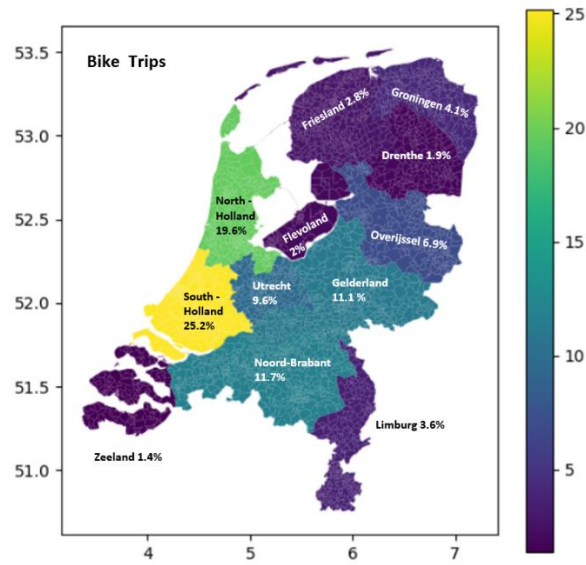 Bike Trips
Friesland 2.8%
Groningen 4.1%
Drenthe 1.9%
North -
Holland
19.6%
Flevoland
2%
Overijssel 6.9%
Utrecht
9.6%
Gelderland
11.1 %
South -
Holland
25.2%
Noord-Brabant
11.7%
Limburg 3.6%
Zeeland 1.4%
53.5
53.0
52.5
52.0
51.5
51.0
4
5
6
7
25
20
15
10
5